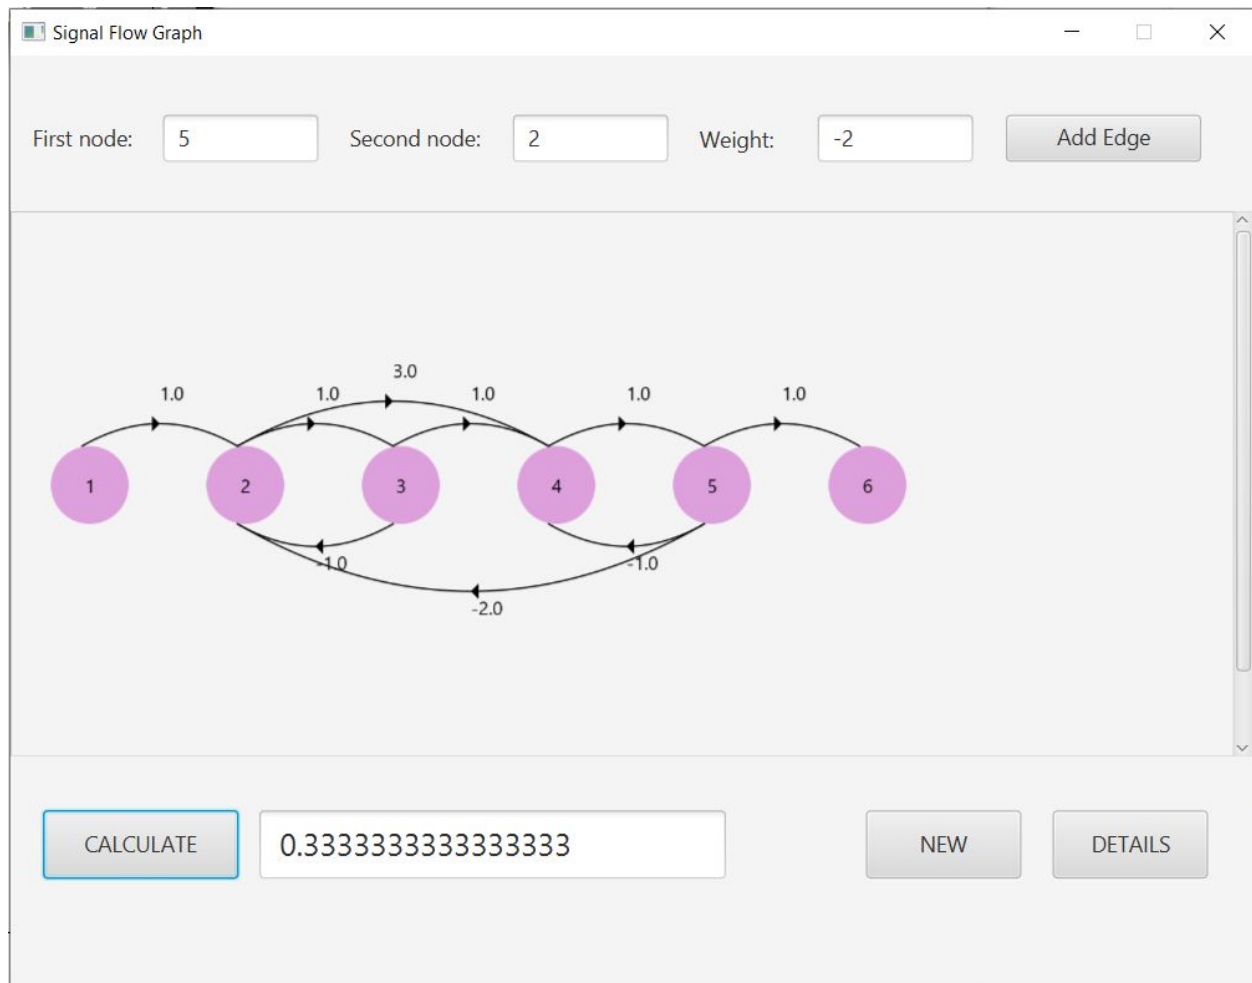 Signal Flow Graph
First node: 5 Second node: 2 Weight: -2 Add Edge
3.0
1.0 1.0 1.0 1.0 1.0
1 2 3 4 5 6
-1.0 -1.0
-2.0
CALCULATE 0.3333333333333333 NEW DETAILS